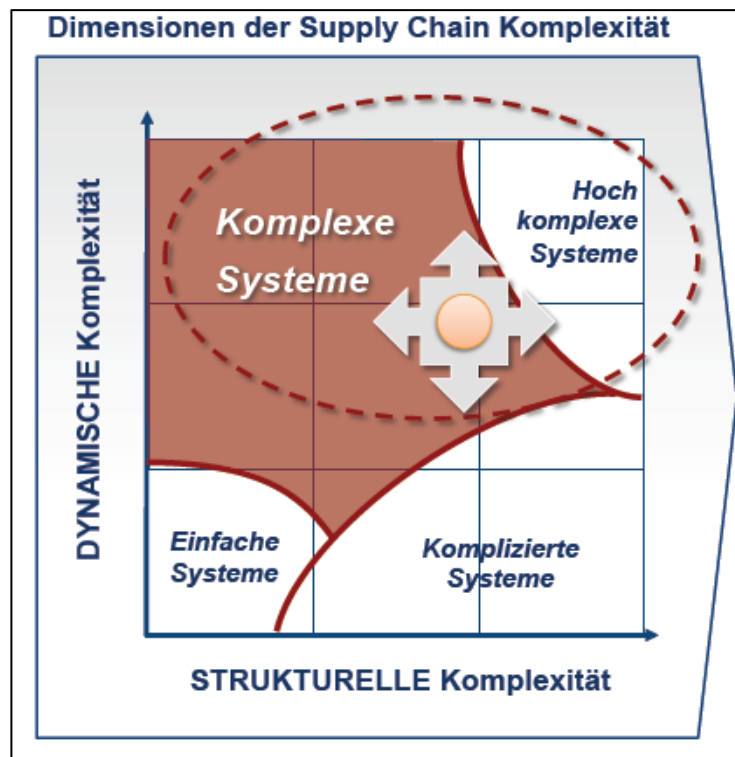 Dimensionen der Supply Chain Komplexität
DYNAMISCHE Komplexität
Komplexe
Systeme
Hoch
komplexe
Systeme
Einfache
Systeme
Komplizierte
Systeme
STRUKTURELLE Komplexität